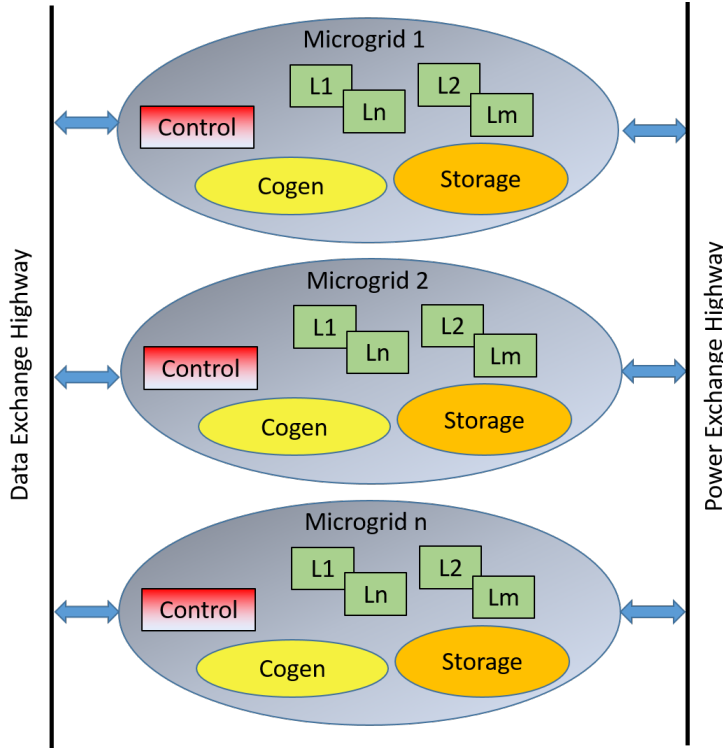 Data Exchange Highway
Microgrid 1
L1
Ln
L2
Lm
Control
Cogen
Storage
Microgrid 2
L1
Ln
L2
Lm
Control
Cogen
Storage
Microgrid n
L1
Ln
L2
Lm
Control
Cogen
Storage
Power Exchange Highway